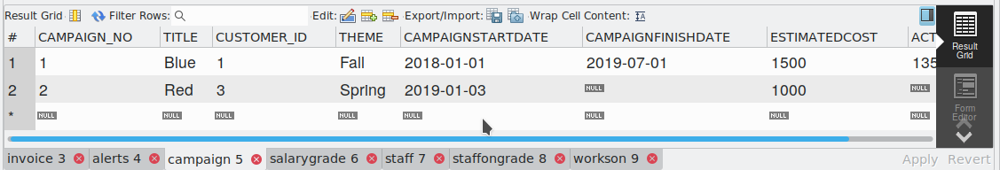 Result Grid Filter Rows: Edit: Export/Import: Wrap Cell Content:
# CAMPAIGN_NO TITLE CUSTOMER_ID THEME CAMPAIGNSTARTDATE CAMPAIGNFINISHDATE ESTIMATEDCOST ACT
1 1 Blue 1 Fall 2018-01-01 2019-07-01 1500 135
2 2 Red 3 Spring 2019-01-03 NULL 1000 NULL
* NULL NULL NULL NULL NULL NULL NULL NULL
Result
Grid
Form
Editor
invoice 3 alerts 4 campaign 5 salarygrade 6 staff 7 staffongrade 8 workson 9 Apply Revert